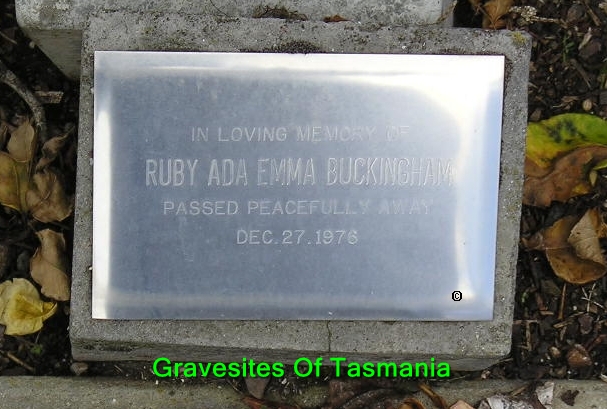 IN LOVING MEMORY OF
RUBY ADA EMMA BUCKINGHAM
PASSED PEACEFULLY AWAY
DEC. 27. 1976
©
Gravesites Of Tasmania